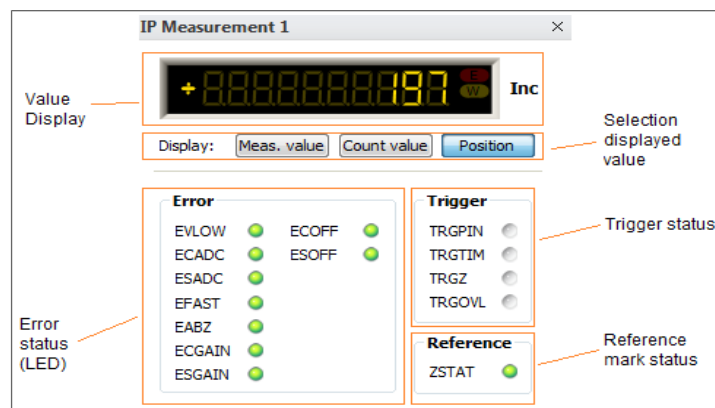 IP Measurement 1
Value
Display
÷ 197
E
W
Inc
Display: Meas. value Count value Position
Selection
displayed
value
Error
EVLOW ECOFF
ECADC ESOFF
ESADC
EFAST
EABZ
ECGAIN
ESGAIN
Trigger
TRGPIN
TRGTIM
TRGZ
TRGOVL
Trigger status
Error
status
(LED)
Reference
ZSTAT
Reference
mark status